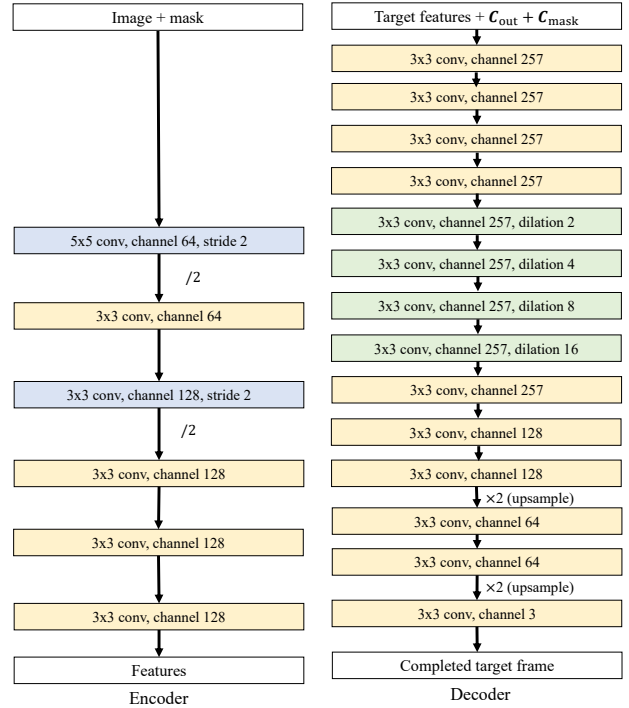 Image + mask
5x5 conv, channel 64, stride 2
/2
3x3 conv, channel 64
3x3 conv, channel 128, stride 2
/2
3x3 conv, channel 128
3x3 conv, channel 128
3x3 conv, channel 128
Features
Encoder
Target features + C_out + C_mask
3x3 conv, channel 257
3x3 conv, channel 257
3x3 conv, channel 257
3x3 conv, channel 257
3x3 conv, channel 257, dilation 2
3x3 conv, channel 257, dilation 4
3x3 conv, channel 257, dilation 8
3x3 conv, channel 257, dilation 16
3x3 conv, channel 257
3x3 conv, channel 128
3x3 conv, channel 128
×2 (upsample)
3x3 conv, channel 64
3x3 conv, channel 64
×2 (upsample)
3x3 conv, channel 3
Completed target frame
Decoder